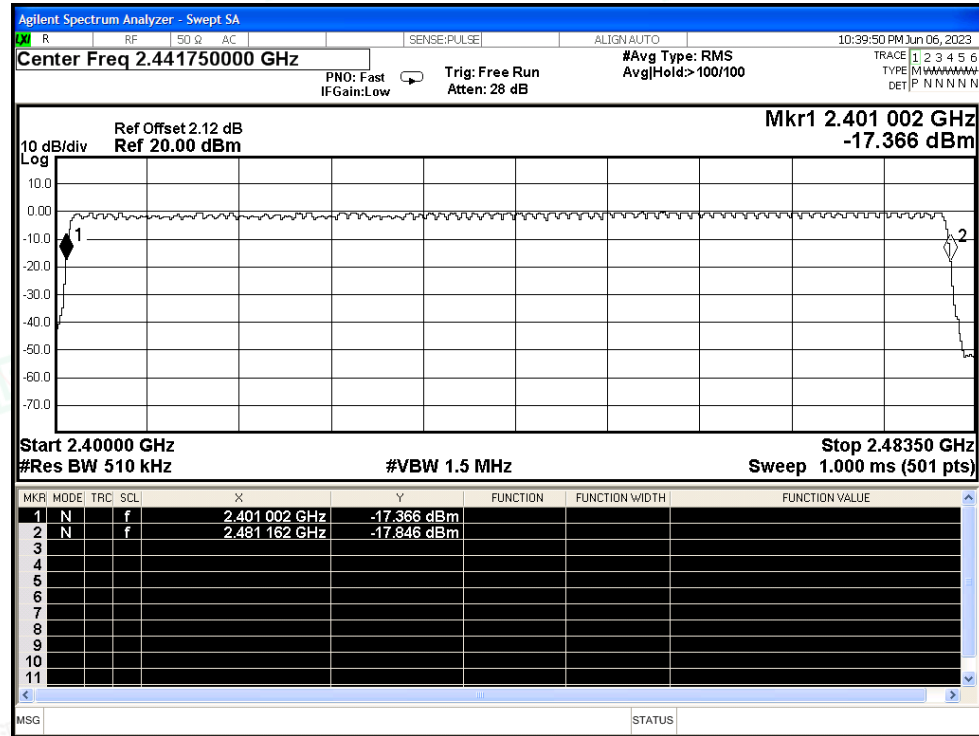 Agilent Spectrum Analyzer - Swept SA
LXI R RF 50 Ω AC SENSE:PULSE ALIGN AUTO 10:39:50 PM Jun 06, 2023
Center Freq 2.441750000 GHz
PNO: Fast
IFGain:Low
Trig: Free Run
Atten: 28 dB
#Avg Type: RMS
Avg|Hold:>100/100
TRACE 1 2 3 4 5 6
TYPE M WWWWW
DET P N N N N N
Mkr1 2.401 002 GHz
-17.366 dBm
Ref Offset 2.12 dB
10 dB/div Ref 20.00 dBm
Log
10.0
0.00
-10.0
-20.0
-30.0
-40.0
-50.0
-60.0
-70.0
1
2
Start 2.40000 GHz Stop 2.48350 GHz
#Res BW 510 kHz #VBW 1.5 MHz Sweep 1.000 ms (501 pts)
MKR MODE TRC SCL X Y FUNCTION FUNCTION WIDTH FUNCTION VALUE
1 N f 2.401 002 GHz -17.366 dBm
2 N f 2.481 162 GHz -17.846 dBm
3
4
5
6
7
8
9
10
11
MSG STATUS